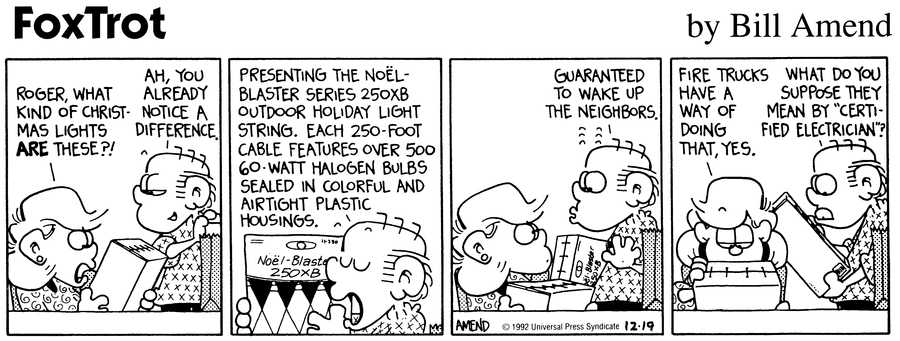 FoxTrot
by Bill Amend
ROGER, WHAT
KIND OF CHRIST-
MAS LIGHTS
ARE THESE?!
AH, YOU
ALREADY
NOTICE A
DIFFERENCE.
PRESENTING THE NOËL-
BLASTER SERIES 250XB
OUTDOOR HOLIDAY LIGHT
STRING. EACH 250-FOOT
CABLE FEATURES OVER 500
60-WATT HALOGEN BULBS
SEALED IN COLORFUL AND
AIRTIGHT PLASTIC
HOUSINGS.
Noël-Blaste
250XB
GUARANTEED
TO WAKE UP
THE NEIGHBORS.
Blaster
AMEND
© 1992 Universal Press Syndicate
12-19
FIRE TRUCKS
HAVE A
WAY OF
DOING
THAT, YES.
WHAT DO YOU
SUPPOSE THEY
MEAN BY "CERTI-
FIED ELECTRICIAN"?